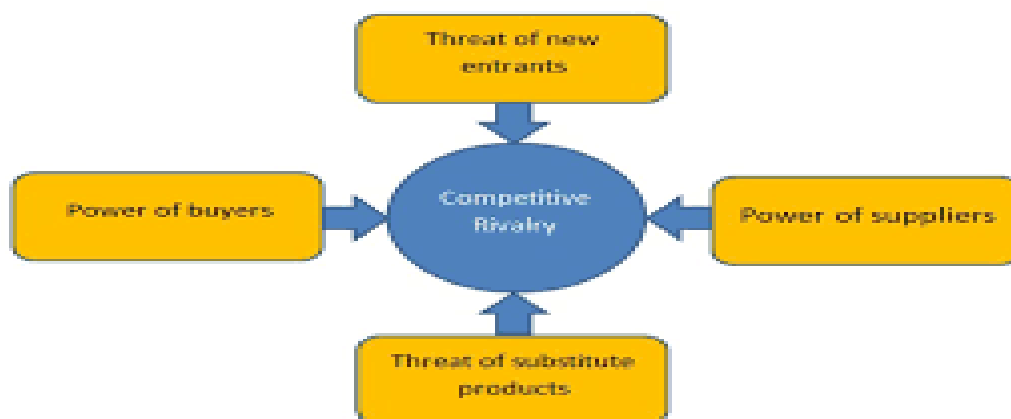 Threat of new
entrants
Power of buyers
Competitive
Rivalry
Power of suppliers
Threat of substitute
products